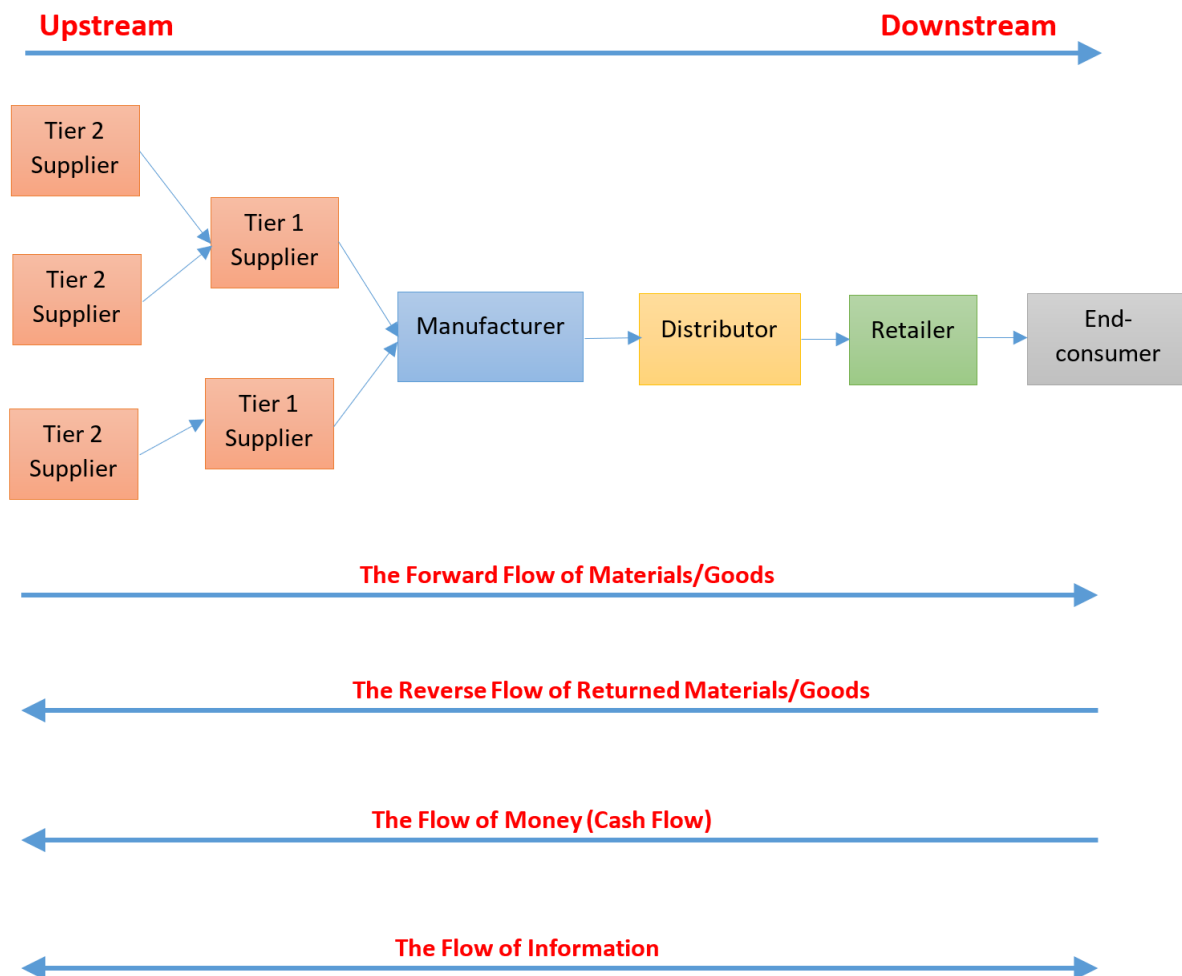 Upstream
Downstream
Tier 2
Supplier
Tier 2
Supplier
Tier 2
Supplier
Tier 1
Supplier
Tier 1
Supplier
Manufacturer
Distributor
Retailer
End-
consumer
The Forward Flow of Materials/Goods
The Reverse Flow of Returned Materials/Goods
The Flow of Money (Cash Flow)
The Flow of Information